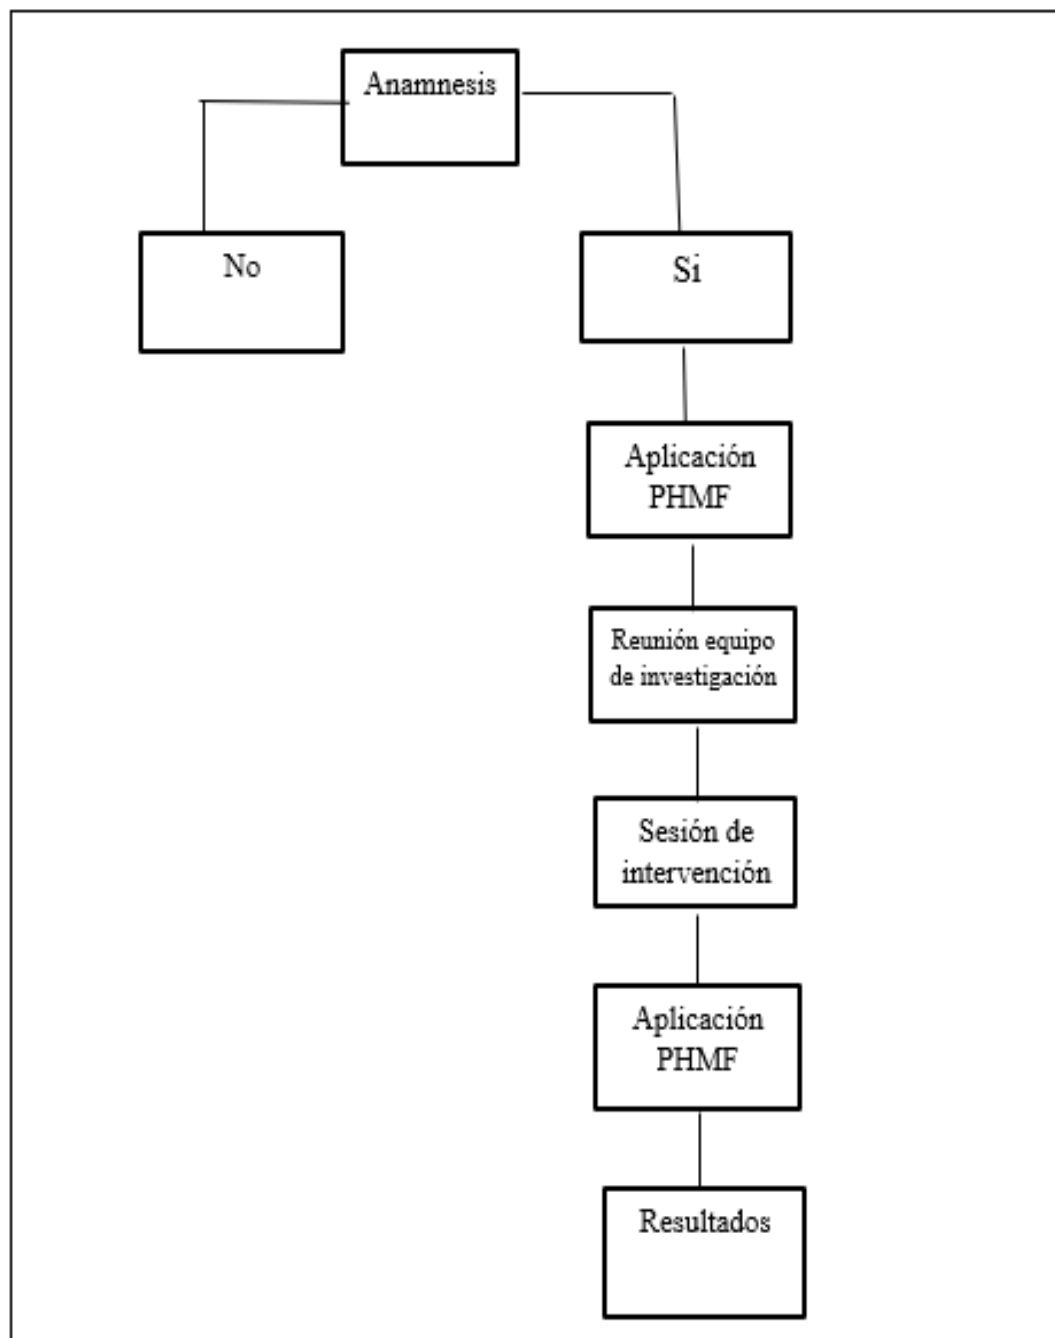 Anamnesis
No
Si
Aplicación
PHMF
Reunión equipo
de investigación
Sesión de
intervención
Aplicación
PHMF
Resultados